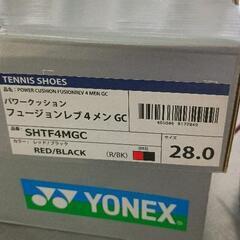 TENNIS SHOES
品名：POWER CUSHION FUSIONREV 4 MEN GC
パワークッション
フュージョンレブ４メン GC
SHTF4MGC
カラー：レッド／ブラック
RED/BLACK (R/BK)
サイズ
28.0
YONEX